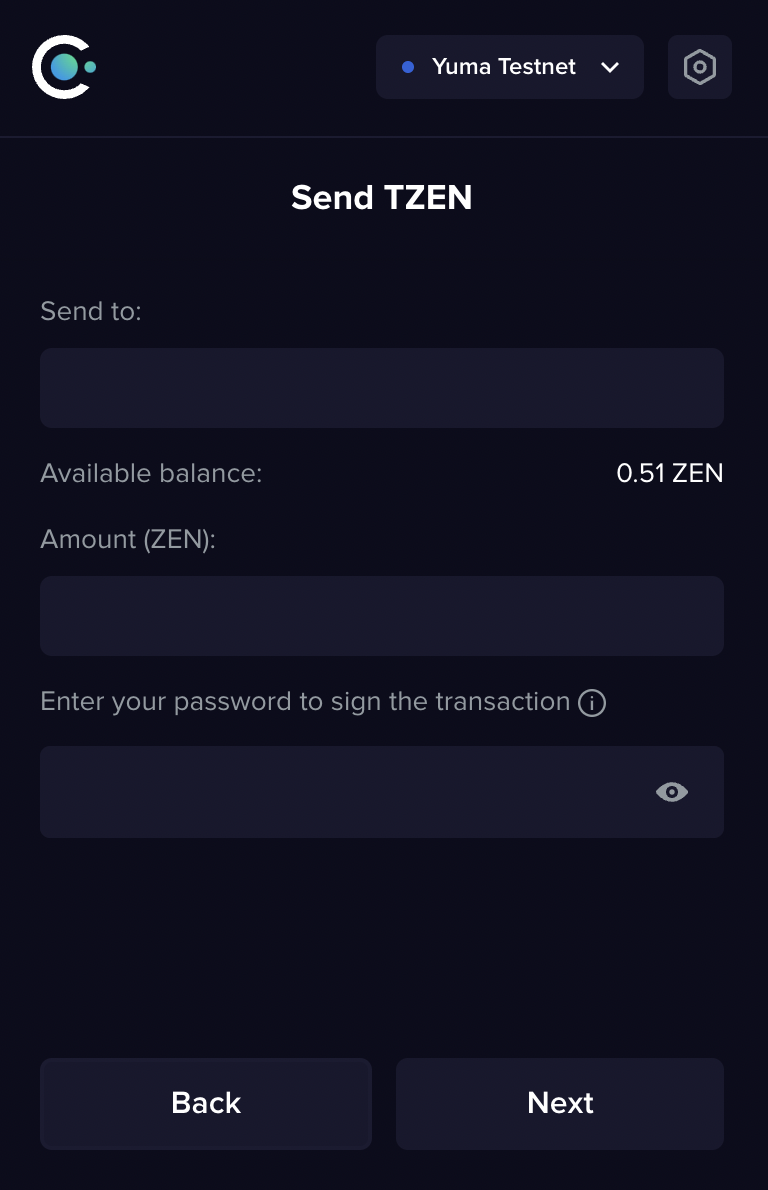 Yuma Testnet
Send TZEN
Send to:
Available balance: 0.51 ZEN
Amount (ZEN):
Enter your password to sign the transaction
Back Next